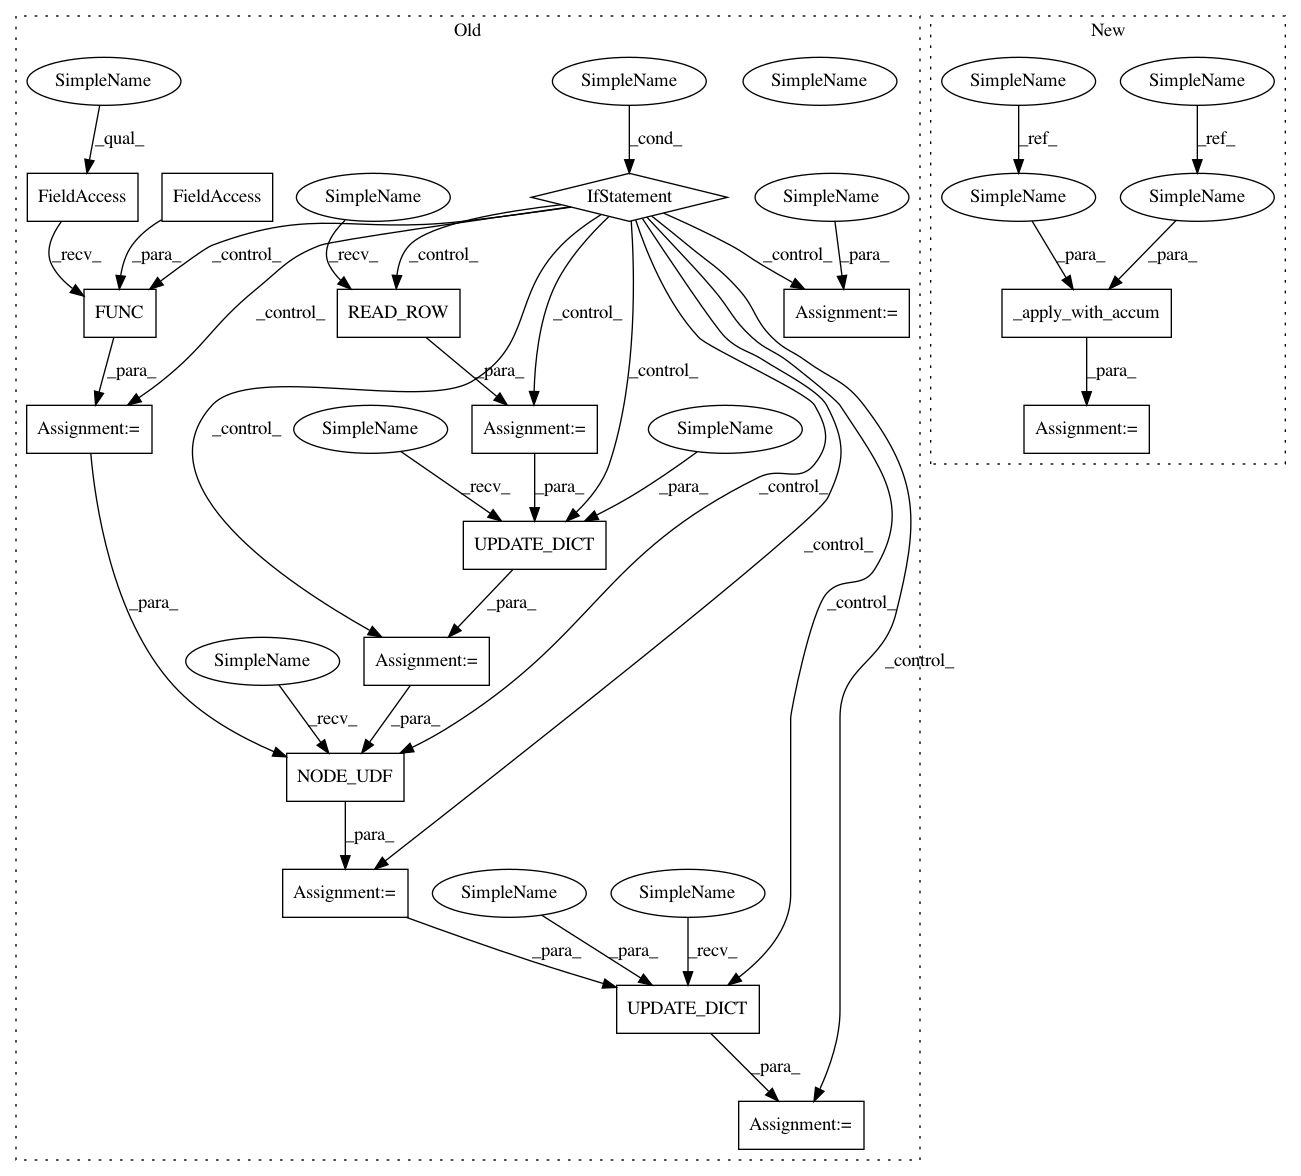 Old
New
SimpleName
SimpleName
SimpleName
SimpleName
SimpleName
_qual_
_cond_
_ref_
_ref_
FieldAccess
FieldAccess
SimpleName
IfStatement
SimpleName
SimpleName
SimpleName
_recv_
_para_
_control_
_recv_
_control_
_control_
_para_
_para_
_para_
FUNC
READ_ROW
Assignment:=
_apply_with_accum
_control_
_control_
_para_
_para_
_control_
_para_
Assignment:=
SimpleName
Assignment:=
SimpleName
Assignment:=
_control_
_recv_
_para_
_para_
_control_
UPDATE_DICT
_control_
_para_
_para_
_control_
SimpleName
Assignment:=
_control_
_recv_
_para_
NODE_UDF
_para_
Assignment:=
SimpleName
SimpleName
_para_
_para_
_recv_
UPDATE_DICT
_para_
Assignment:=